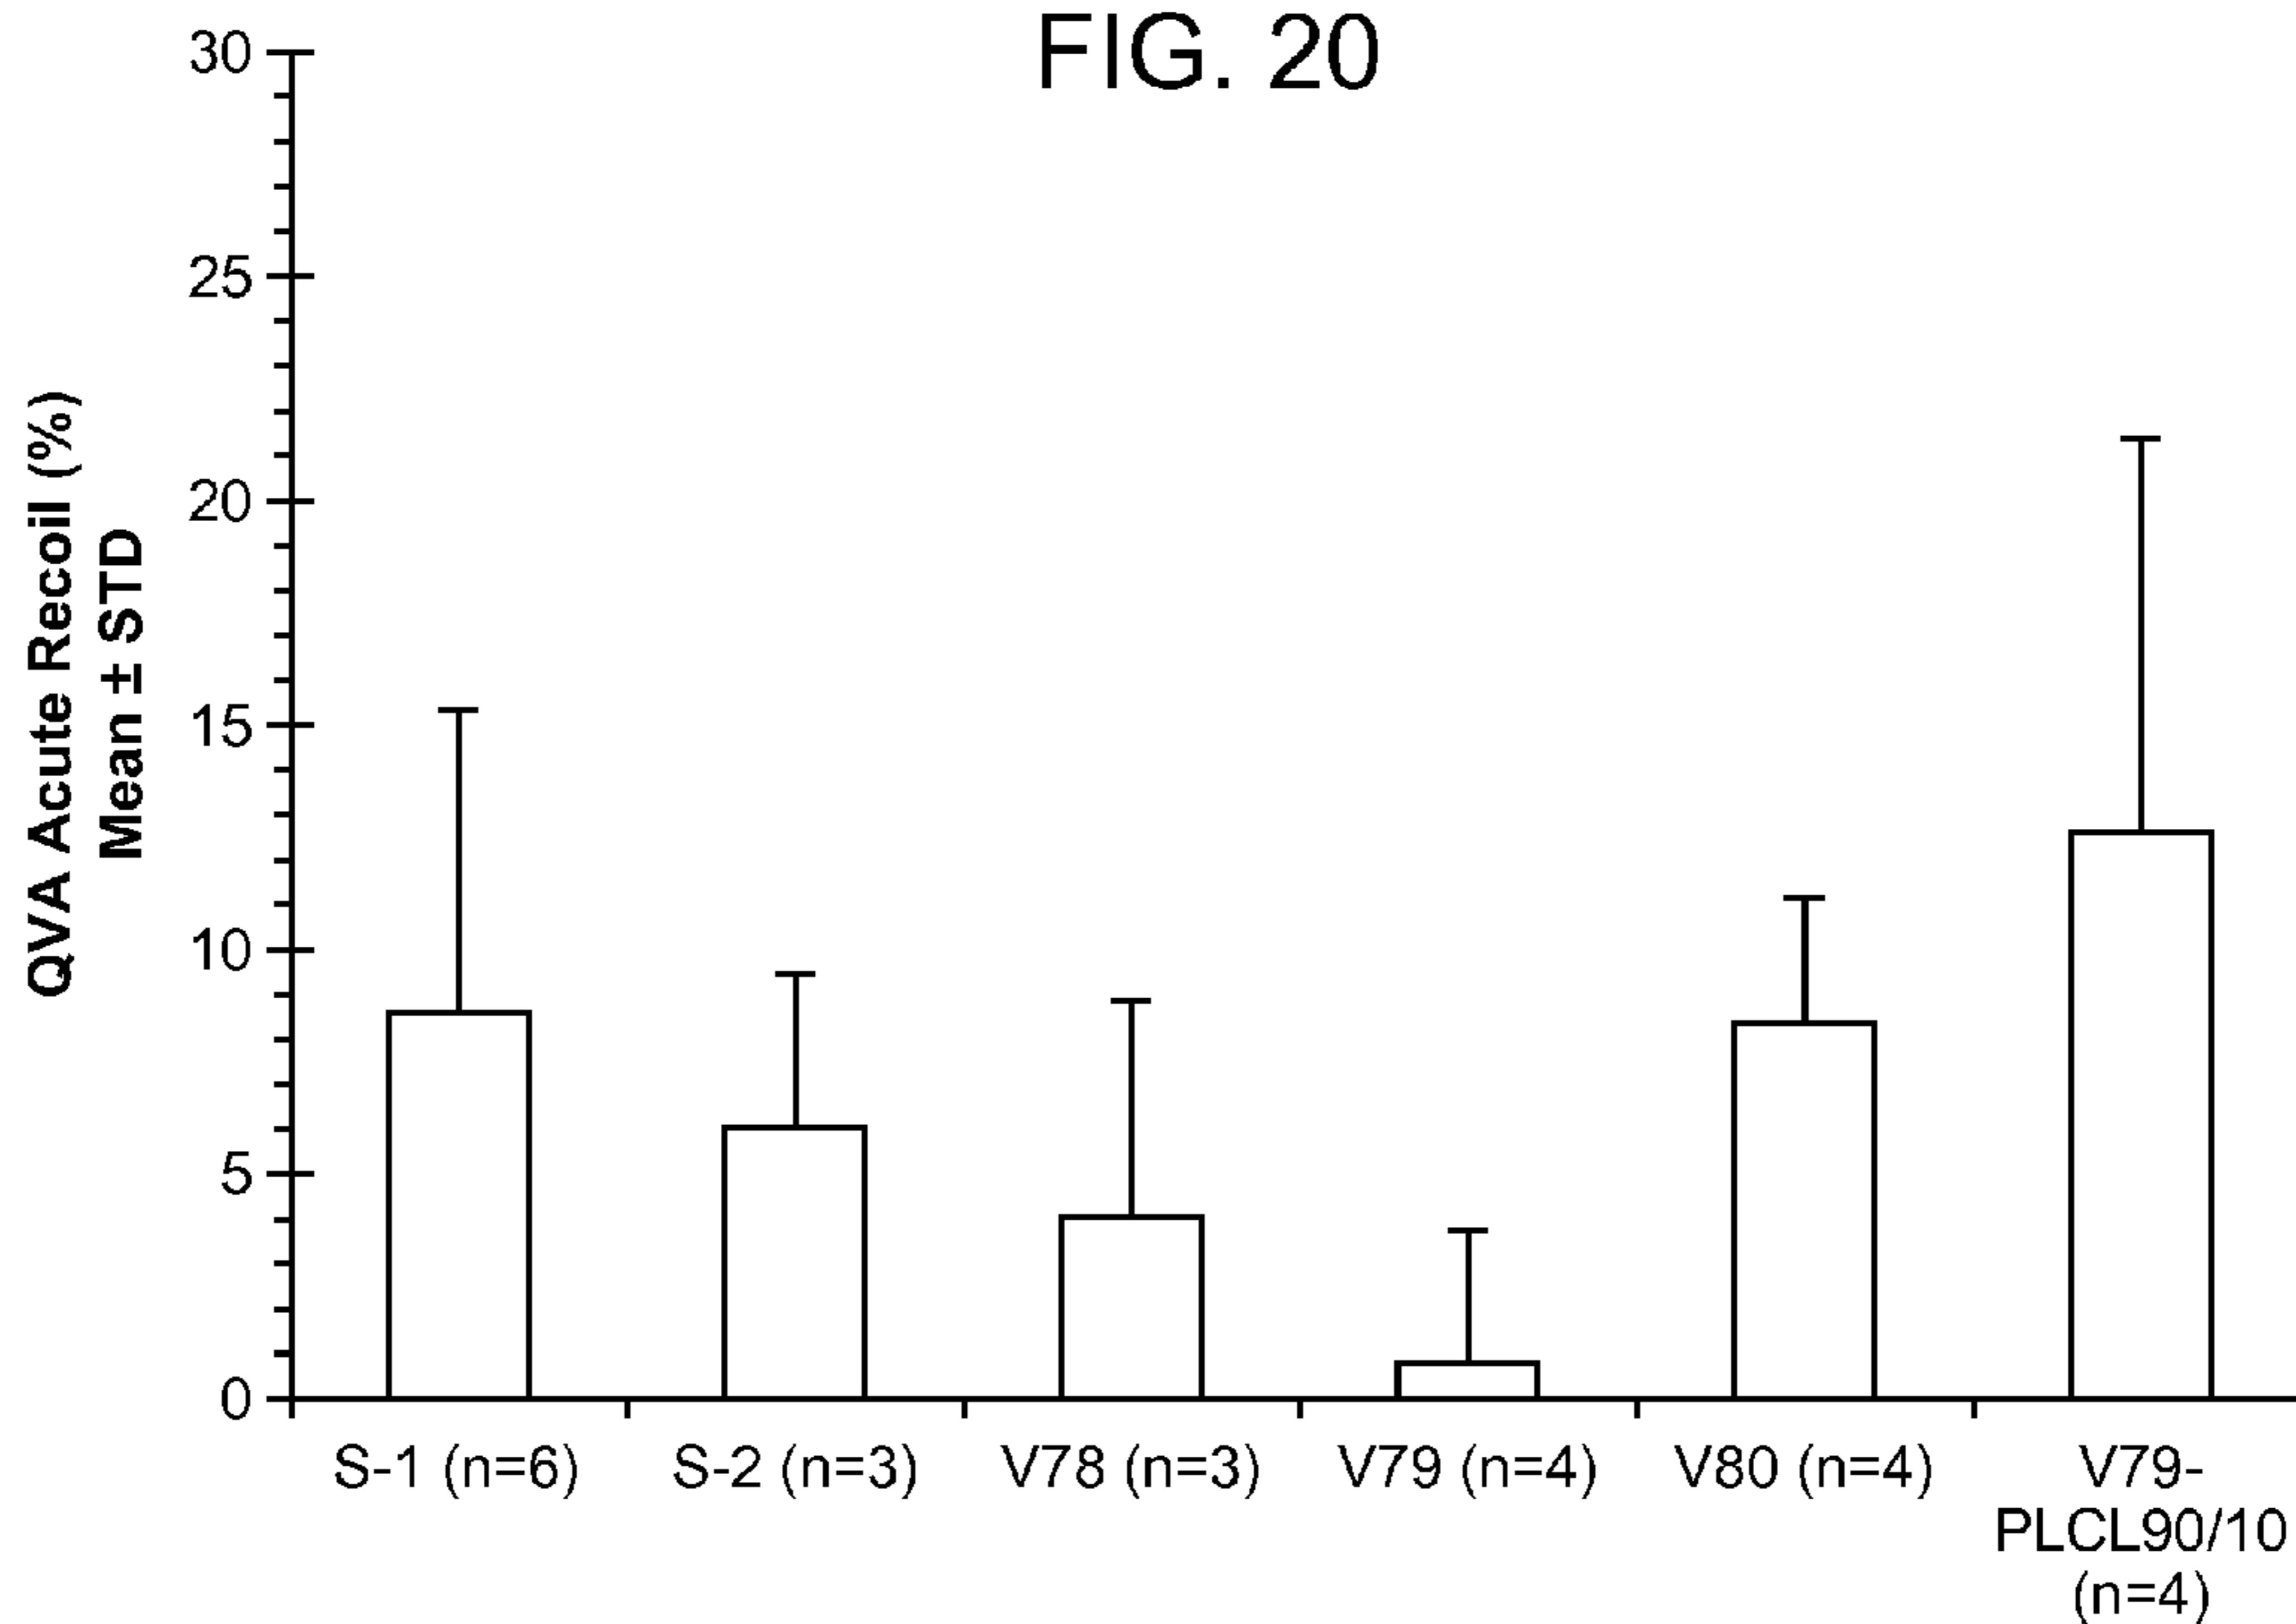 FIG. 20
QVA Acute Recoil (%)
Mean ± STD
30
25
20
15
10
5
0
S-1 (n=6)
S-2 (n=3)
V78 (n=3)
V79 (n=4)
V80 (n=4)
V79-
PLCL90/10
(n=4)